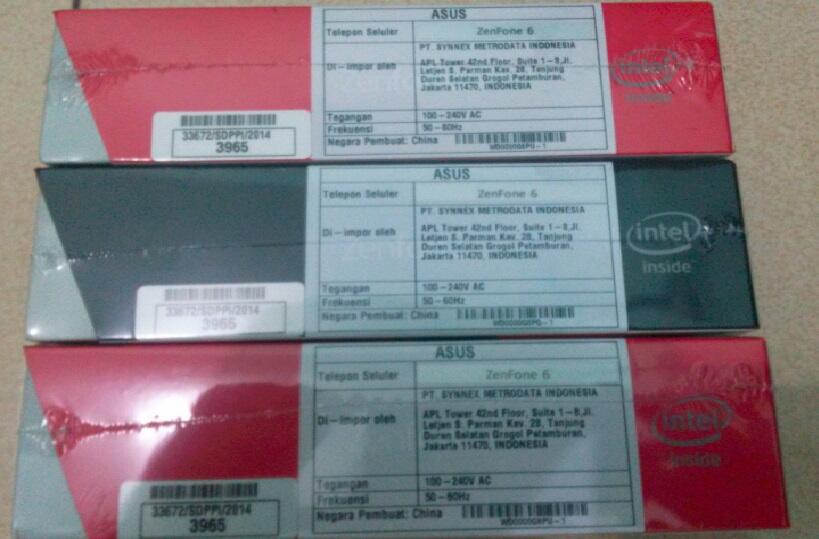 ASUS
Telepon Seluler
ZenFone 6
Di-impor oleh
PT. SYNNEX METRODATA INDONESIA
APL Tower 42nd Floor, Suite 1-8,Jl.
Letjen S. Parman Kav. 28, Tanjung
Duren Selatan Grogol Petamburan,
Jakarta 11470, INDONESIA
Tegangan
100-240V AC
Frekuensi
50-60Hz
Negara Pembuat: China
33672/SDPPI/2014
3965
intel
inside
ASUS
Telepon Seluler
ZenFone 6
Di-impor oleh
PT. SYNNEX METRODATA INDONESIA
APL Tower 42nd Floor, Suite 1-8,Jl.
Letjen S. Parman Kav. 28, Tanjung
Duren Selatan Grogol Petamburan,
Jakarta 11470, INDONESIA
Tegangan
100-240V AC
Frekuensi
50-60Hz
Negara Pembuat: China
33672/SDPPI/2014
3965
intel
inside
ASUS
Telepon Seluler
ZenFone 6
Di-impor oleh
PT. SYNNEX METRODATA INDONESIA
APL Tower 42nd Floor, Suite 1-8,Jl.
Letjen S. Parman Kav. 28, Tanjung
Duren Selatan Grogol Petamburan,
Jakarta 11470, INDONESIA
Tegangan
100-240V AC
Frekuensi
50-60Hz
Negara Pembuat: China
33672/SDPPI/2014
3965
intel
inside